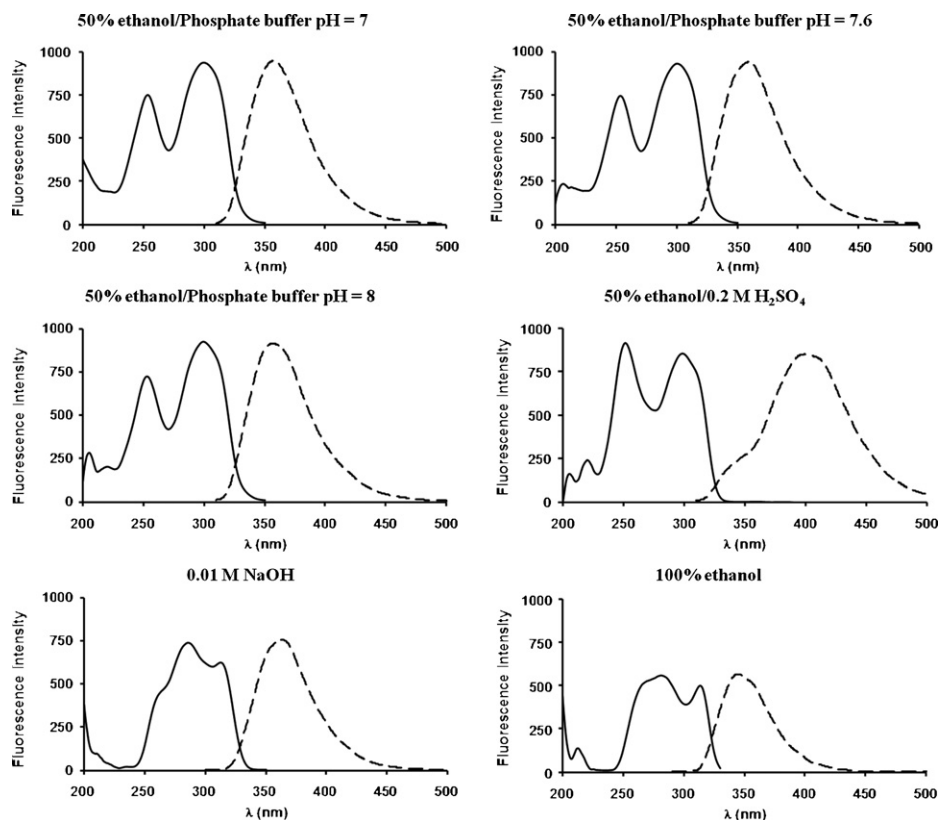 50% ethanol/Phosphate buffer pH = 7
Fluorescence Intensity
1000
750
500
250
0
200 250 300 350 400 450 500
λ (nm)
50% ethanol/Phosphate buffer pH = 7.6
Fluorescence Intensity
1000
750
500
250
0
200 250 300 350 400 450 500
λ (nm)
50% ethanol/Phosphate buffer pH = 8
Fluorescence Intensity
1000
750
500
250
0
200 250 300 350 400 450 500
λ (nm)
50% ethanol/0.2 M H₂SO₄
Fluorescence Intensity
1000
750
500
250
0
200 250 300 350 400 450 500
λ (nm)
0.01 M NaOH
Fluorescence Intensity
1000
750
500
250
0
200 250 300 350 400 450 500
λ (nm)
100% ethanol
Fluorescence Intensity
1000
750
500
250
0
200 250 300 350 400 450 500
λ (nm)